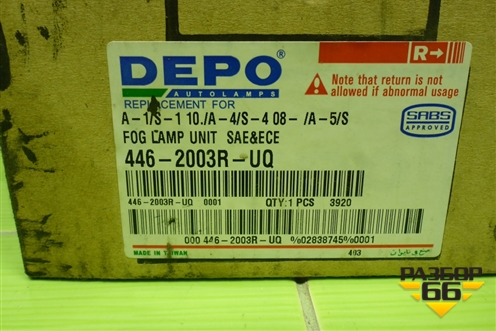 DEPO®
AUTOLAMPS
R→
Note that return is not
allowed if abnormal usage
REPLACEMENT FOR
A-1/S-1 10./A-4/S-4 08- /A-5/S
FOG LAMP UNIT SAE&ECE
SABS
APPROVED
446-2003R-UQ
446-2003R-UQ 0001 QTY:1 PCS 3920
000 446-2003R-UQ %02838745%0001
MADE IN TAIWAN
РАЗБОР
66